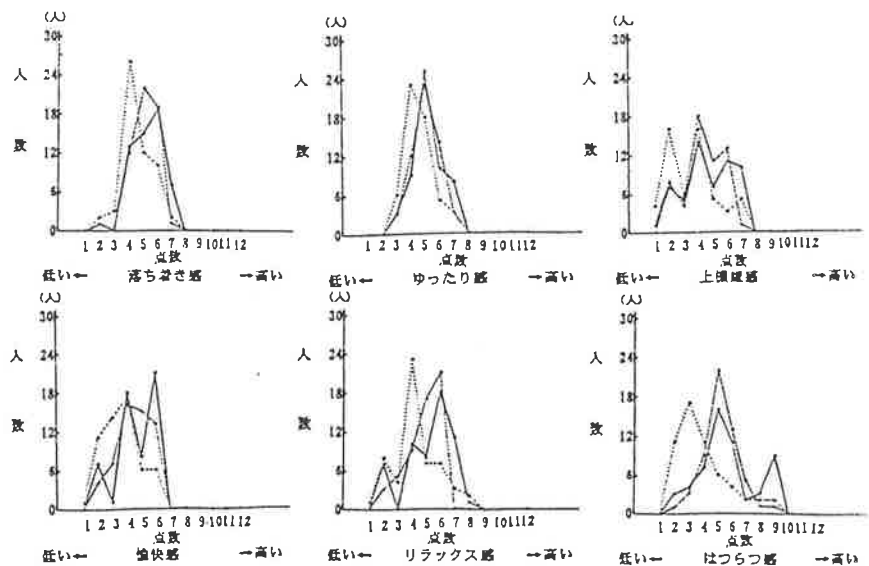 (人)
30
24
18
12
6
0
人
数
1 2 3 4 5 6 7 8 9 10 11 12
点数
低い← 落ち着き感 →高い
(人)
30
24
18
12
6
0
人
数
1 2 3 4 5 6 7 8 9 10 11 12
点数
低い← ゆったり感 →高い
(人)
30
24
18
12
6
0
人
数
1 2 3 4 5 6 7 8 9 10 11 12
点数
低い← 上機嫌感 →高い
(人)
30
24
18
12
6
0
人
数
1 2 3 4 5 6 7 8 9 10 11 12
点数
低い← 愉快感 →高い
(人)
30
24
18
12
6
0
人
数
1 2 3 4 5 6 7 8 9 10 11 12
点数
低い← リラックス感 →高い
(人)
30
24
18
12
6
0
人
数
1 2 3 4 5 6 7 8 9 10 11 12
点数
低い← はつらつ感 →高い